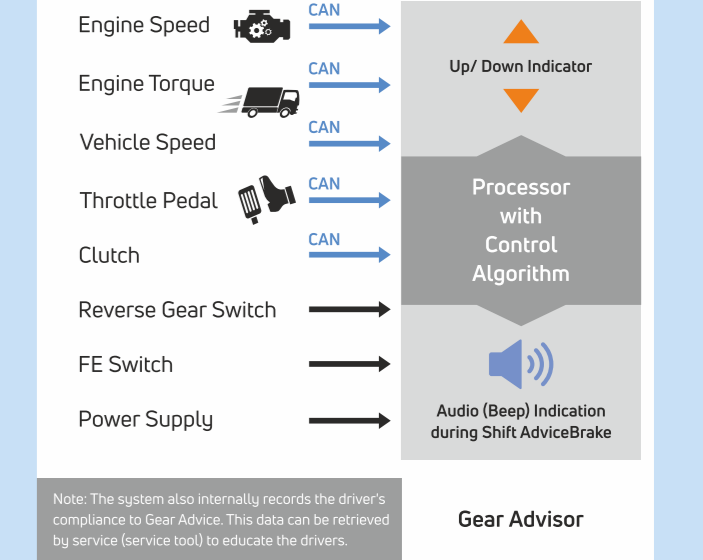 Engine Speed
CAN
Engine Torque
CAN
Vehicle Speed
CAN
Throttle Pedal
CAN
Clutch
CAN
Reverse Gear Switch
FE Switch
Power Supply
Up/ Down Indicator
Processor
with
Control
Algorithm
Audio (Beep) Indication
during Shift AdviceBrake
Note: The system also internally records the driver's
compliance to Gear Advice. This data can be retrieved
by service (service tool) to educate the drivers.
Gear Advisor